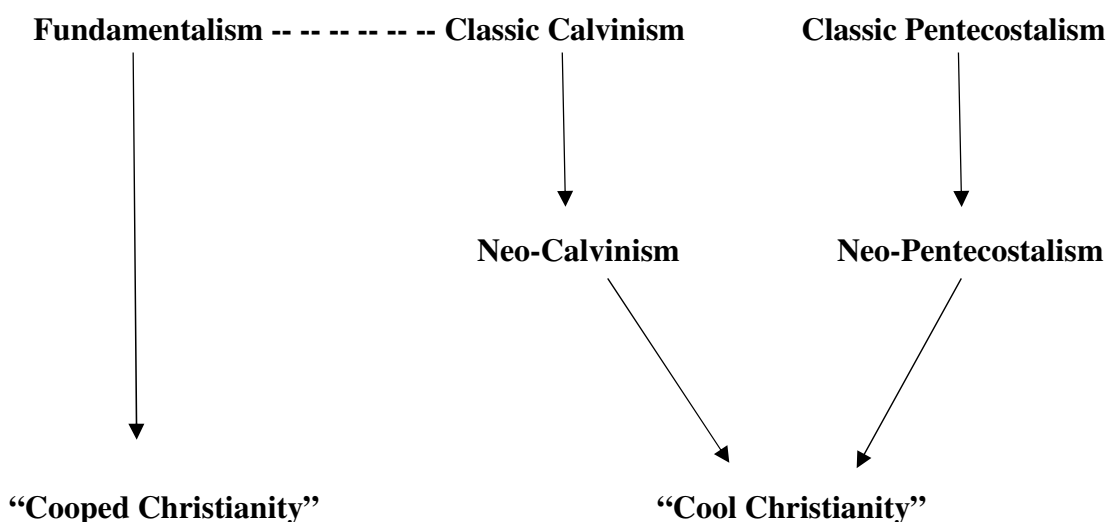 Fundamentalism -- -- -- -- -- -- Classic Calvinism Classic Pentecostalism
Neo-Calvinism Neo-Pentecostalism
“Cooped Christianity” “Cool Christianity”